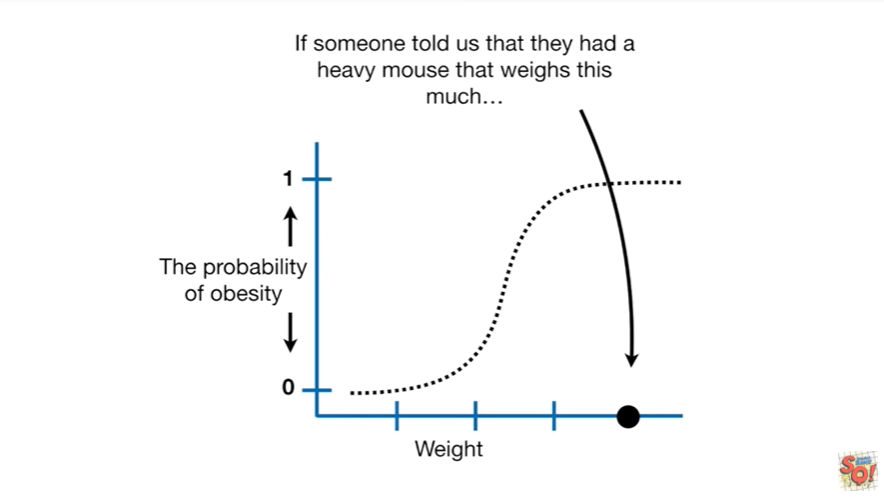 If someone told us that they had a
heavy mouse that weighs this
much...
1
The probability
of obesity
0
Weight
SQ!